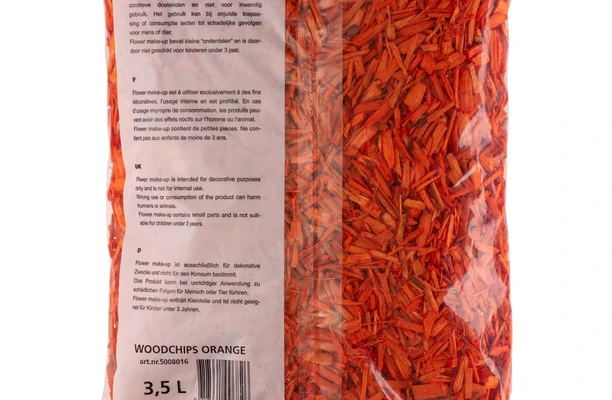 coratieve doeleinden en niet voor inwendig
gebruik. Het gebruik kan bij onjuiste toepas-
sing of consumptie leiden tot schadelijke gevolgen
voor mens of dier.
Flower make-up bevat kleine "onderdelen" en is daar-
door niet geschikt voor kinderen onder 3 jaar.
F
Flower make-up est à utiliser exclusivement à des fins
décoratives, l'usage interne en est prohibé. En cas
d'usage impropre de consommation, les produits peu-
vent avoir des effets nocifs sur l'homme ou l'animal.
Flower make-up contient de petites pieces. Ne con-
tient pas aux enfants de moins de 3 ans.
UK
Flower make-up is intended for decorative purposes
only and is not for internal use.
Wrong use or consumption of the product can harm
humans or animals.
Flower make-up contains small parts and is not suit-
able for children under 3 years.
D
Flower make-up ist ausschließlich für dekorative
Zwecke und nicht für den Konsum bestimmt.
Das Produkt kann bei unrichtiger Anwendung zu
schädlichen Folgen für Mensch oder Tier führen.
Flower make-up enthält Kleinteile und ist nicht geeig-
net für Kinder unter 3 Jahren.
WOODCHIPS ORANGE
art.nr.5008016
3,5 L